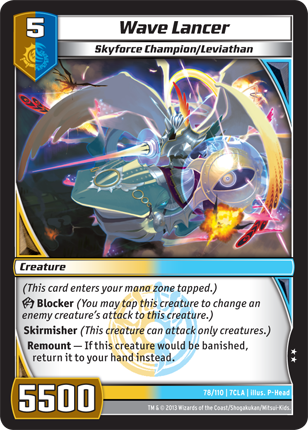 5
Wave Lancer
Skyforce Champion/Leviathan
Creature
(This card enters your mana zone tapped.)
Blocker (You may tap this creature to change an
enemy creature's attack to this creature.)
Skirmisher (This creature can attack only creatures.)
Remount — If this creature would be banished,
return it to your hand instead.
5500
78/110 | 7CLA | Illus. P-Head
TM & © 2013 Wizards of the Coast/Shogakukan/Mitsui-Kids.